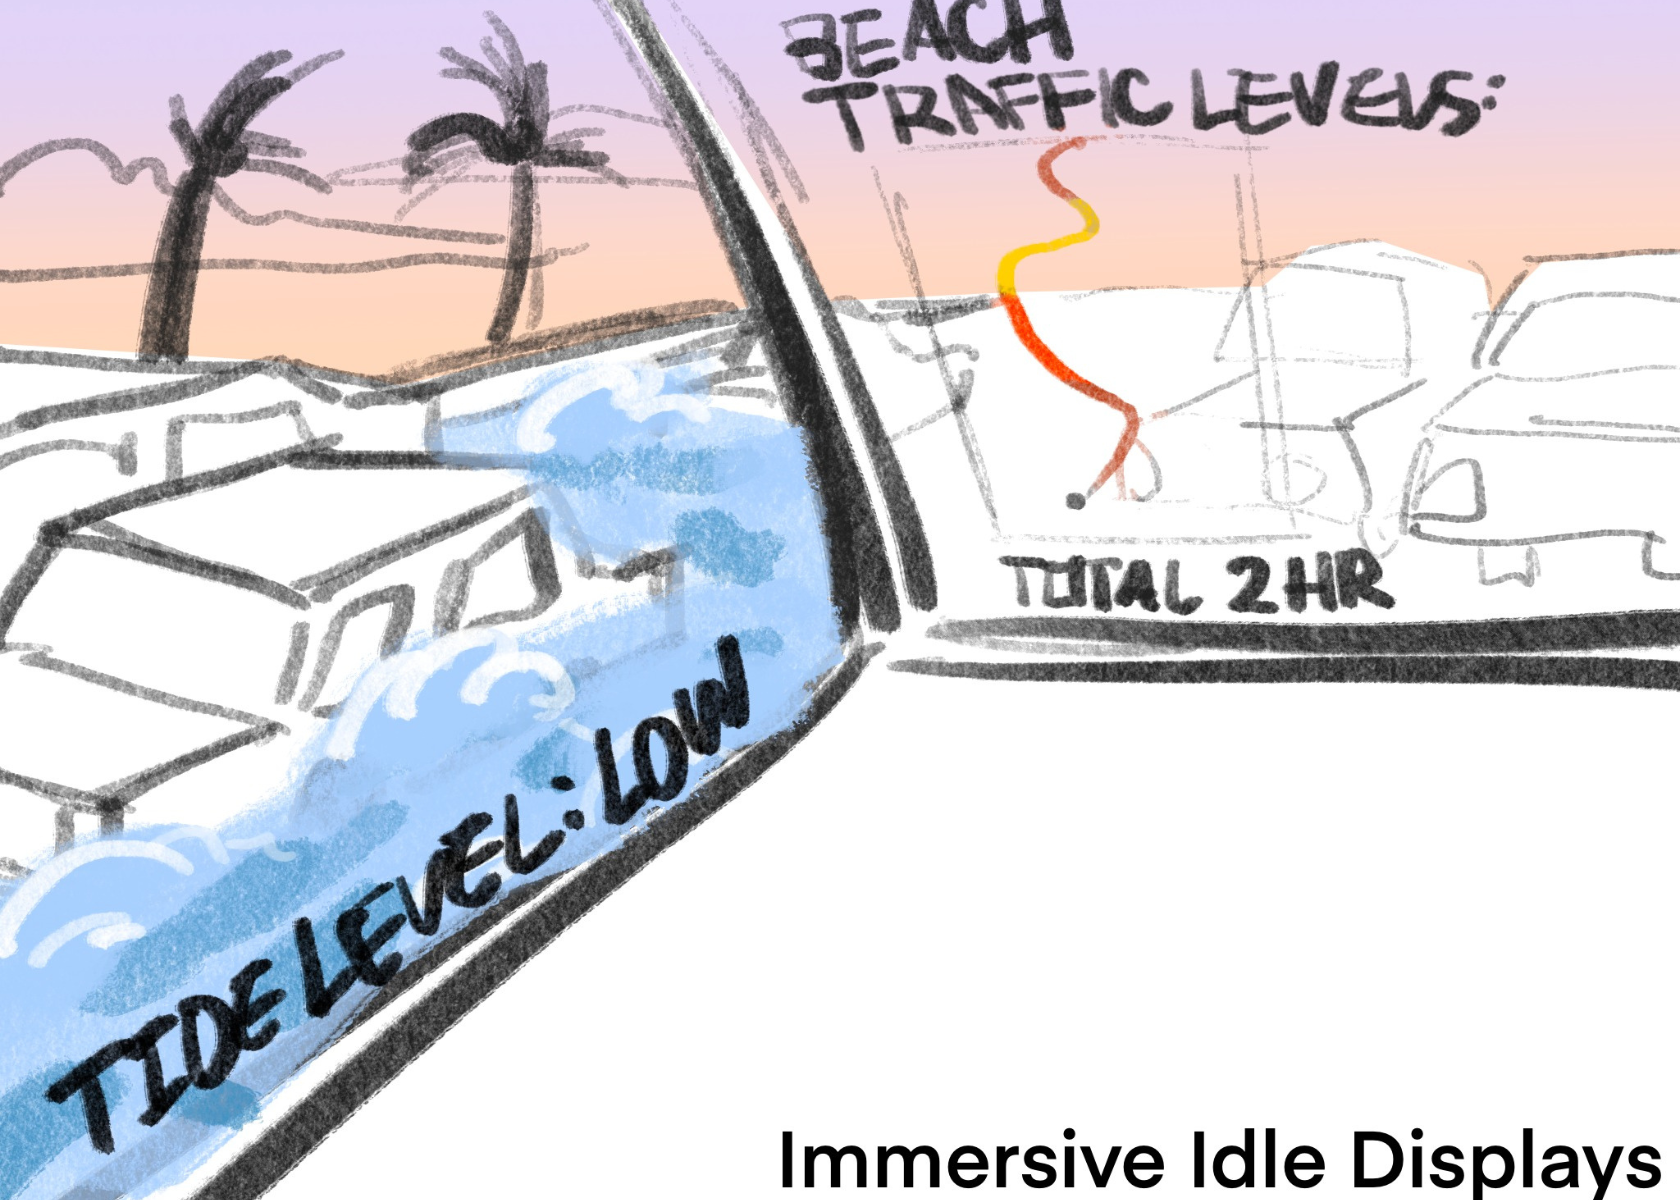 BEACH
TRAFFIC LEVELS:
TOTAL 2HR
TIDE LEVEL: LOW
Immersive Idle Displays